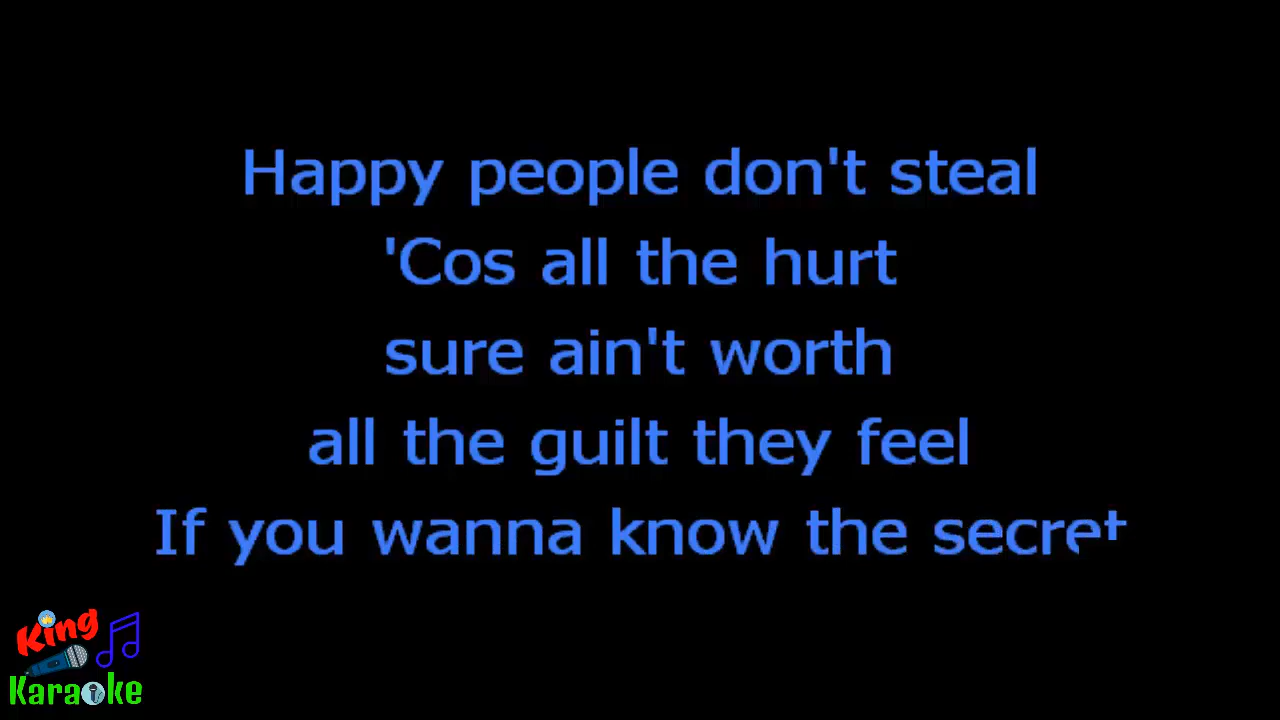 Happy people don't steal
'Cos all the hurt
sure ain't worth
all the guilt they feel
If you wanna know the secret
King
Karaoke